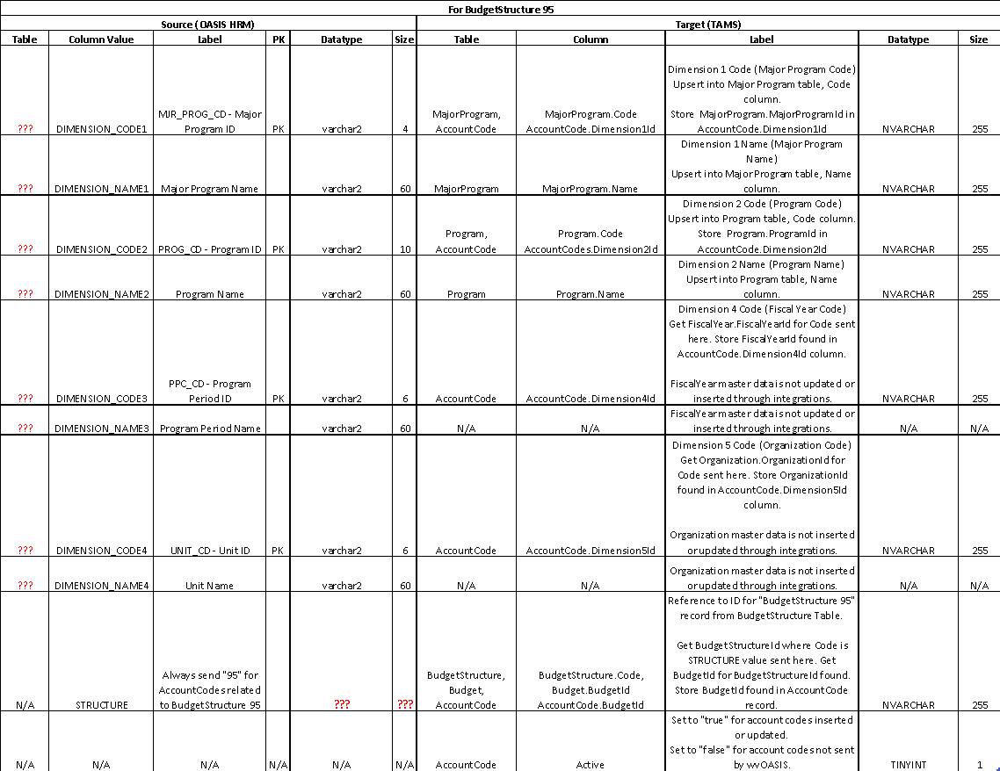 For BudgetStructure 95
Source (OASIS HRM) Target (TAMS)
Table Column Value Label PK Datatype Size Table Column Label Datatype Size
Dimension 1 Code (Major Program Code)
Upsert into Major Program table, Code
column.
MJR_PROG_CD - Major MajorProgram, MajorProgram.Code Store MajorProgram.MajorProgramId in
??? DIMENSION_CODE1 Program ID PK varchar2 4 AccountCode AccountCode.Dimension1Id AccountCode.Dimension1Id NVARCHAR 255
Dimension 1 Name (Major Program
Name)
Upsert into Major Program table, Name
??? DIMENSION_NAME1 Major Program Name varchar2 60 MajorProgram MajorProgram.Name column. NVARCHAR 255
Dimension 2 Code (Program Code)
Upsert into Program table, Code column.
Program, Program.Code Store Program.ProgramId in
??? DIMENSION_CODE2 PROG_CD - Program ID PK varchar2 10 AccountCode AccountCodes.Dimension2Id AccountCode.Dimension2Id NVARCHAR 255
Dimension 2 Name (Program Name)
Upsert into Program table, Name
??? DIMENSION_NAME2 Program Name varchar2 60 Program Program.Name column. NVARCHAR 255
Dimension 4 Code (Fiscal Year Code)
Get FiscalYear.FiscalYearId for Code sent
here. Store FiscalYearId found in
AccountCode.Dimension4Id column.
PPC_CD - Program FiscalYear master data is not updated or
??? DIMENSION_CODE3 Period ID PK varchar2 6 AccountCode AccountCode.Dimension4Id inserted through integrations. NVARCHAR 255
FiscalYear master data is not updated or
??? DIMENSION_NAME3 Program Period Name varchar2 60 N/A N/A inserted through integrations. N/A N/A
Dimension 5 Code (Organization Code)
Get Organization.OrganizationId for
Code sent here. Store OrganizationId
found in AccountCode.Dimension5Id
column.
Organization master data is not inserted
??? DIMENSION_CODE4 UNIT_CD - Unit ID PK varchar2 6 AccountCode AccountCode.Dimension5Id or updated through integrations. NVARCHAR 255
Organization master data is not inserted
??? DIMENSION_NAME4 Unit Name varchar2 60 N/A N/A or updated through integrations. N/A N/A
Reference to ID for "BudgetStructure 95"
record from BudgetStructure Table.
Get BudgetStructureId where Code is
STRUCTURE value sent here. Get
Always send "95" for BudgetStructure, BudgetStructure.Code, BudgetId for BudgetStructureId found.
AccountCodes related Budget, Budget.BudgetId Store BudgetId found in AccountCode
N/A STRUCTURE to BudgetStructure 95 ??? ??? AccountCode AccountCode.BudgetId record. NVARCHAR 255
Set to "true" for account codes inserted
or updated.
Set to "false" for account codes not sent
N/A N/A N/A N/A N/A N/A AccountCode Active by wvOASIS. TINYINT 1